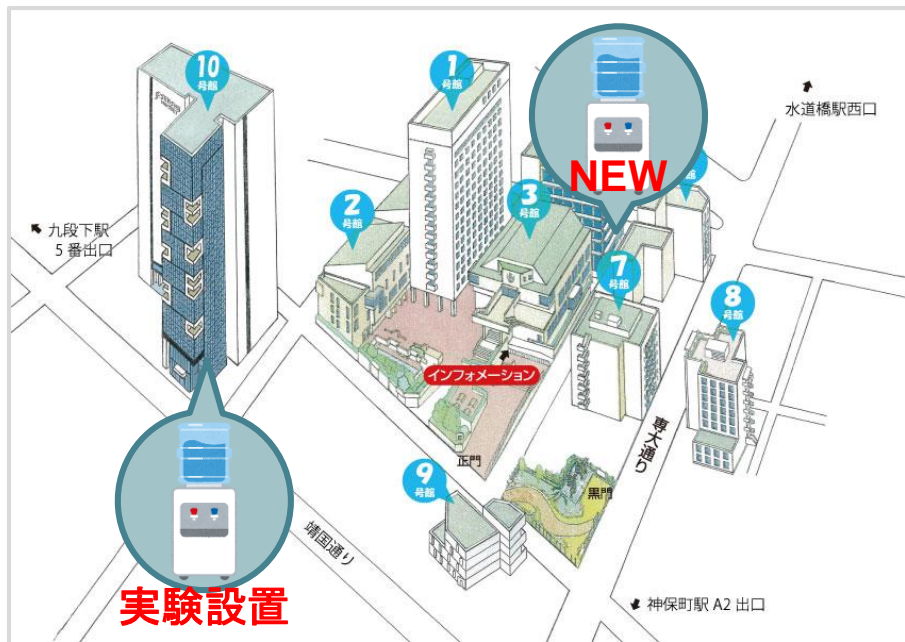 10
号館
1
号館
NEW
水道橋駅西口
館
3
号館
2
号館
九段下駅
5番出口
7
号館
8
号館
インフォメーション
専大通り
正門
9
号館
黒門
靖国通り
実験設置
神保町駅 A2 出口